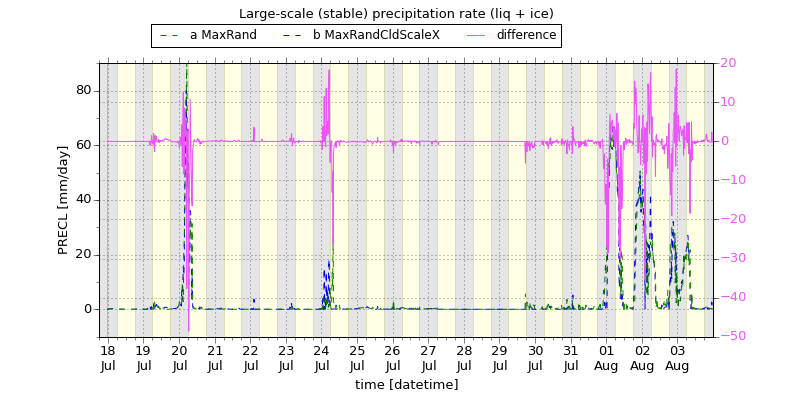 Large-scale (stable) precipitation rate (liq + ice)
a MaxRand b MaxRandCldScaleX difference
80
60
40
20
0
PRECL [mm/day]
20
10
0
−10
−20
−30
−40
−50
18 19 20 21 22 23 24 25 26 27 28 29 30 31 01 02 03
Jul Jul Jul Jul Jul Jul Jul Jul Jul Jul Jul Jul Jul Jul Aug Aug Aug
time [datetime]